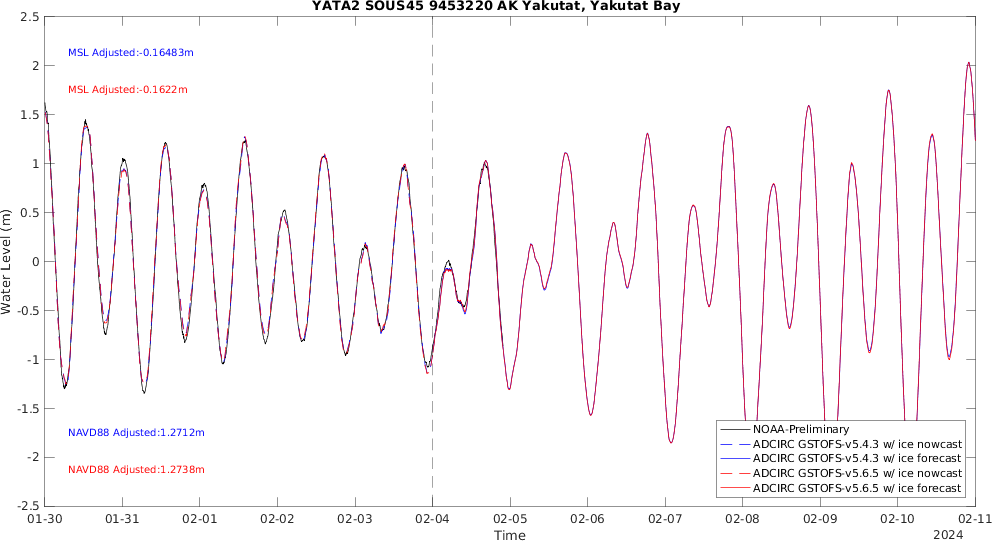 YATA2 SOUS45 9453220 AK Yakutat, Yakutat Bay
MSL Adjusted:-0.16483m
MSL Adjusted:-0.1622m
NAVD88 Adjusted:1.2712m
NAVD88 Adjusted:1.2738m
Water Level (m)
2.5
2
1.5
1
0.5
0
-0.5
-1
-1.5
-2
-2.5
NOAA-Preliminary
ADCIRC GSTOFS-v5.4.3 w/ ice nowcast
ADCIRC GSTOFS-v5.4.3 w/ ice forecast
ADCIRC GSTOFS-v5.6.5 w/ ice nowcast
ADCIRC GSTOFS-v5.6.5 w/ ice forecast
01-30 01-31 02-01 02-02 02-03 02-04 02-05 02-06 02-07 02-08 02-09 02-10 02-11
Time
2024